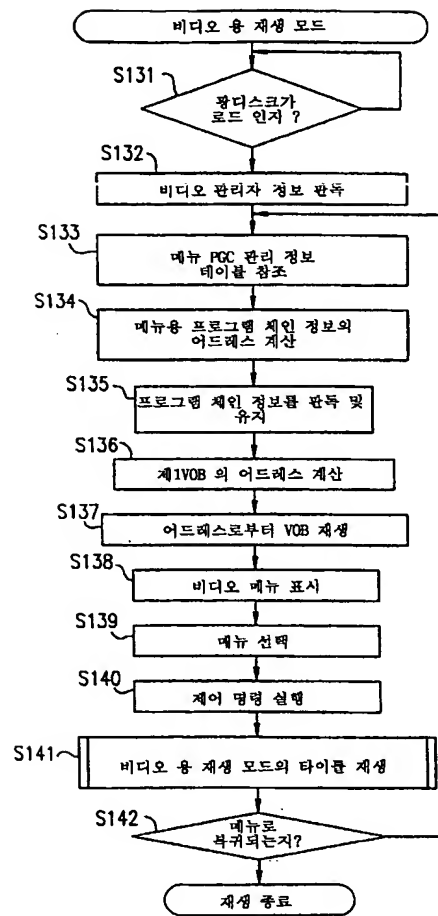 비디오 용 재생 모드
S131
광디스크가
로드 인지 ?
S132
비디오 관리자 정보 판독
S133
메뉴 PGC 관리 정보
테이블 참조
S134
메뉴용 프로그램 체인 정보의
어드레스 계산
S135
프로그램 체인 정보를 판독 및
유지
S136
제1VOB 의 어드레스 계산
S137
어드레스로부터 VOB 재생
S138
비디오 메뉴 표시
S139
메뉴 선택
S140
제어 명령 실행
S141
비디오 용 재생 모드의 타이틀 재생
S142
메뉴로
복귀되는지?
재생 종료